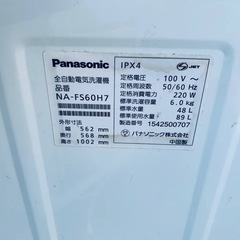 Panasonic
全自動電気洗濯機
品番
NA-FS60H7
外形寸法
幅 562 mm
奥行 568 mm
高さ 1002 mm
IPX4
JET
定格電圧 100 V～
定格周波数 50/60 Hz
定格消費電力 220 W
標準洗濯容量 6.0 kg
標準水量 48 L
標準使用水量 89 L
製造番号 1542500707
パナソニック株式会社
中国製